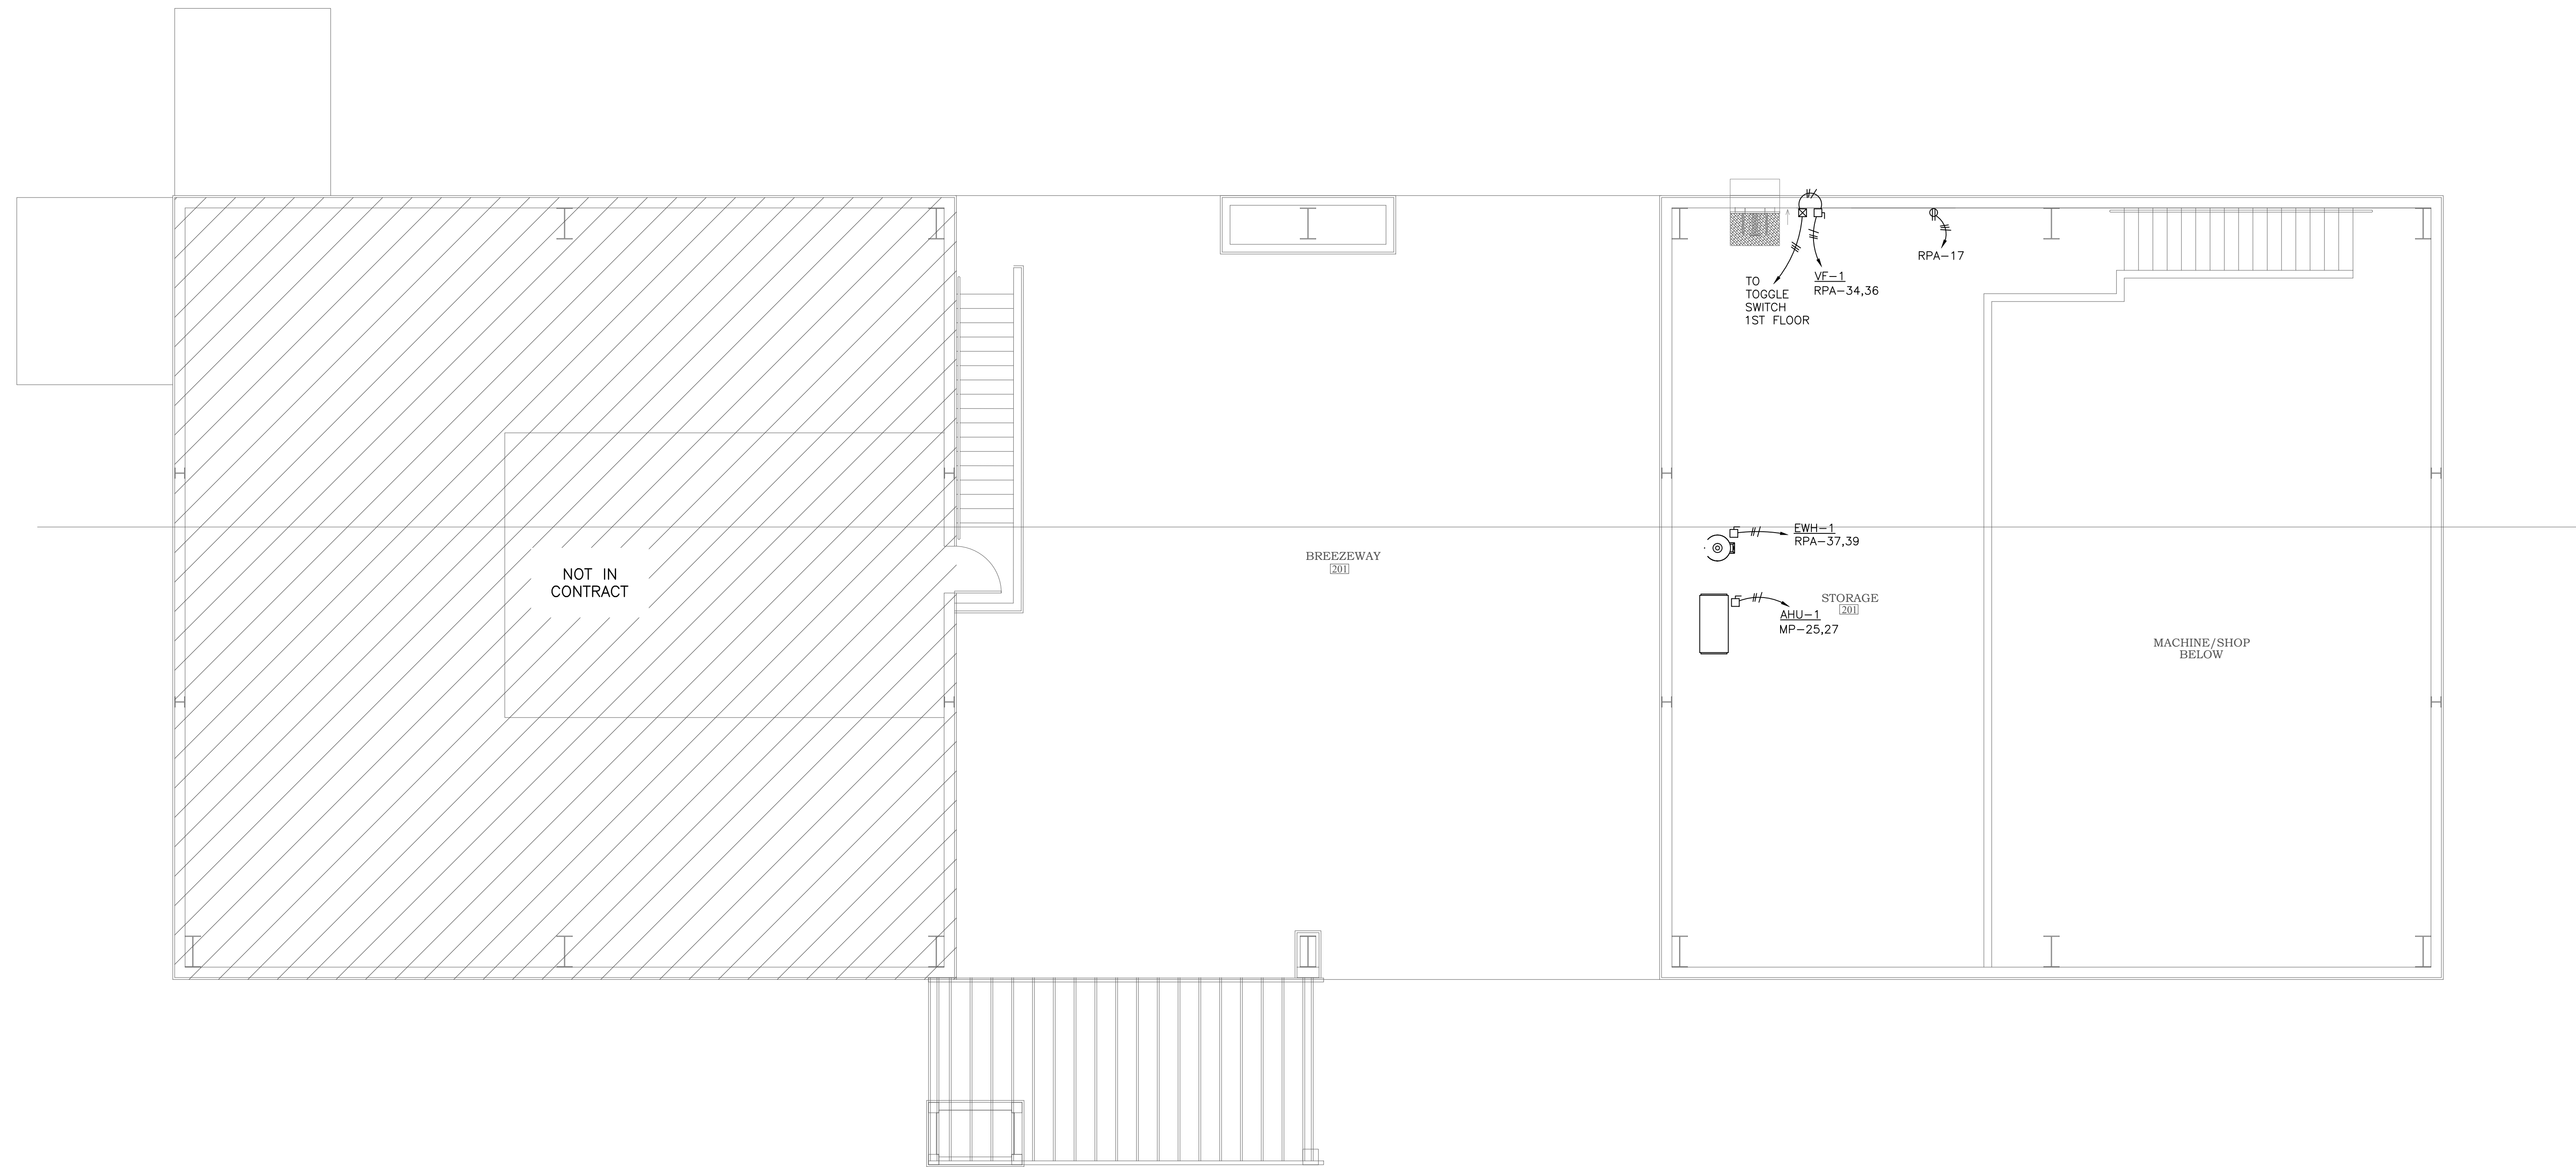 RPA-17
VF-1
RPA-34,36
TO
TOGGLE
SWITCH
1ST FLOOR
EWH-1
RPA-37,39
BREEZEWAY
201
NOT IN
CONTRACT
STORAGE
201
AHU-1
MP-25,27
MACHINE/SHOP
BELOW